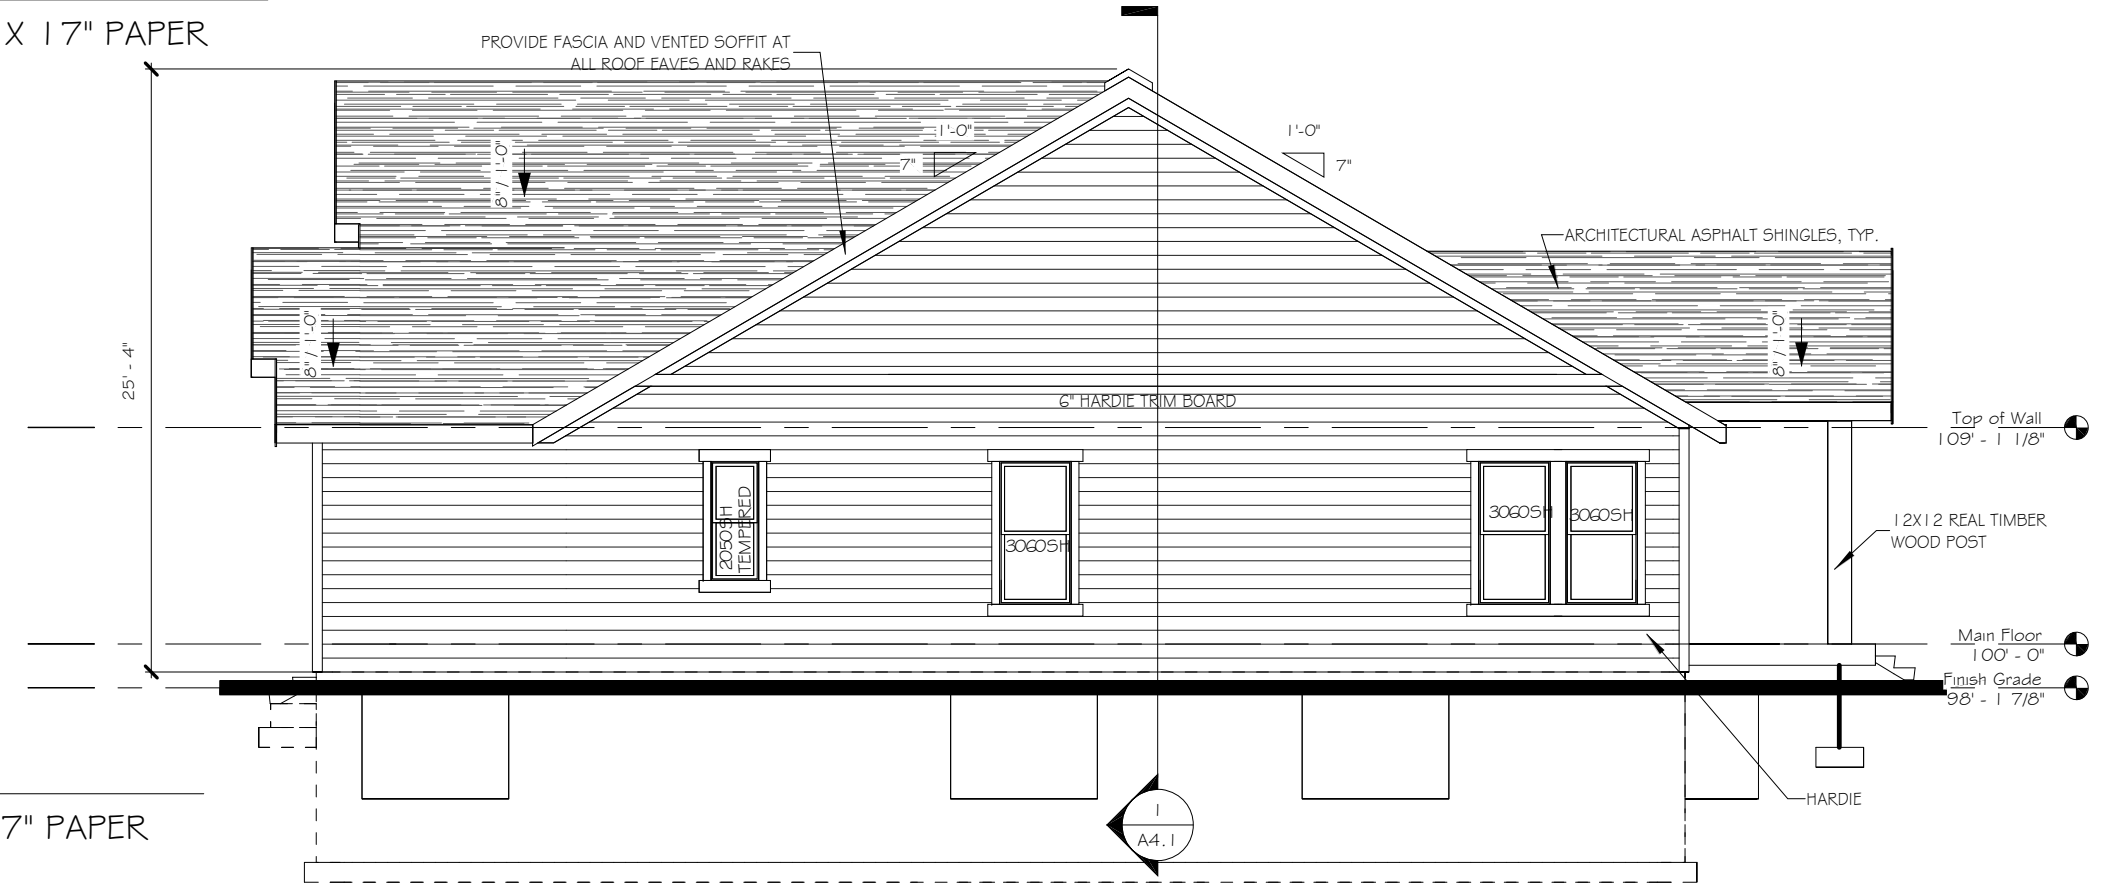 X 17" PAPER
PROVIDE FASCIA AND VENTED SOFFIT AT
ALL ROOF EAVES AND RAKES
1'-0"
7"
1'-0"
7"
8" / 1'-0"
ARCHITECTURAL ASPHALT SHINGLES, TYP.
8" / 1'-0"
8" / 1'-0"
25' - 4"
6" HARDIE TRIM BOARD
Top of Wall
109' - 1 1/8"
2050SH
TEMPERED
3060SH
3060SH
3060SH
12X12 REAL TIMBER
WOOD POST
Main Floor
100' - 0"
Finish Grade
98' - 1 7/8"
HARDIE
7" PAPER
1
A4.1